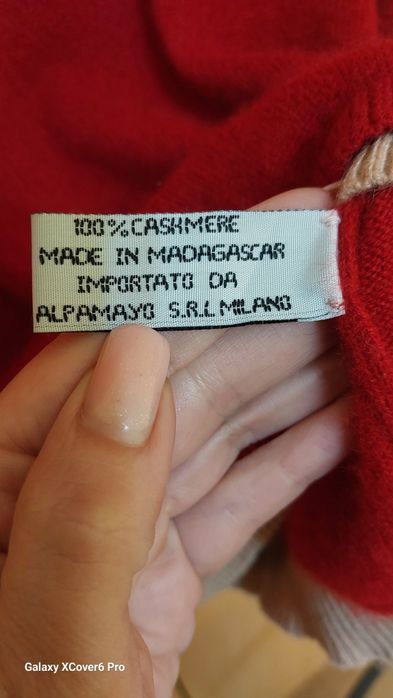 100% CASHMERE
MADE IN MADAGASCAR
IMPORTATO DA
ALPAMAYO S.R.L MILANO
Galaxy XCover6 Pro